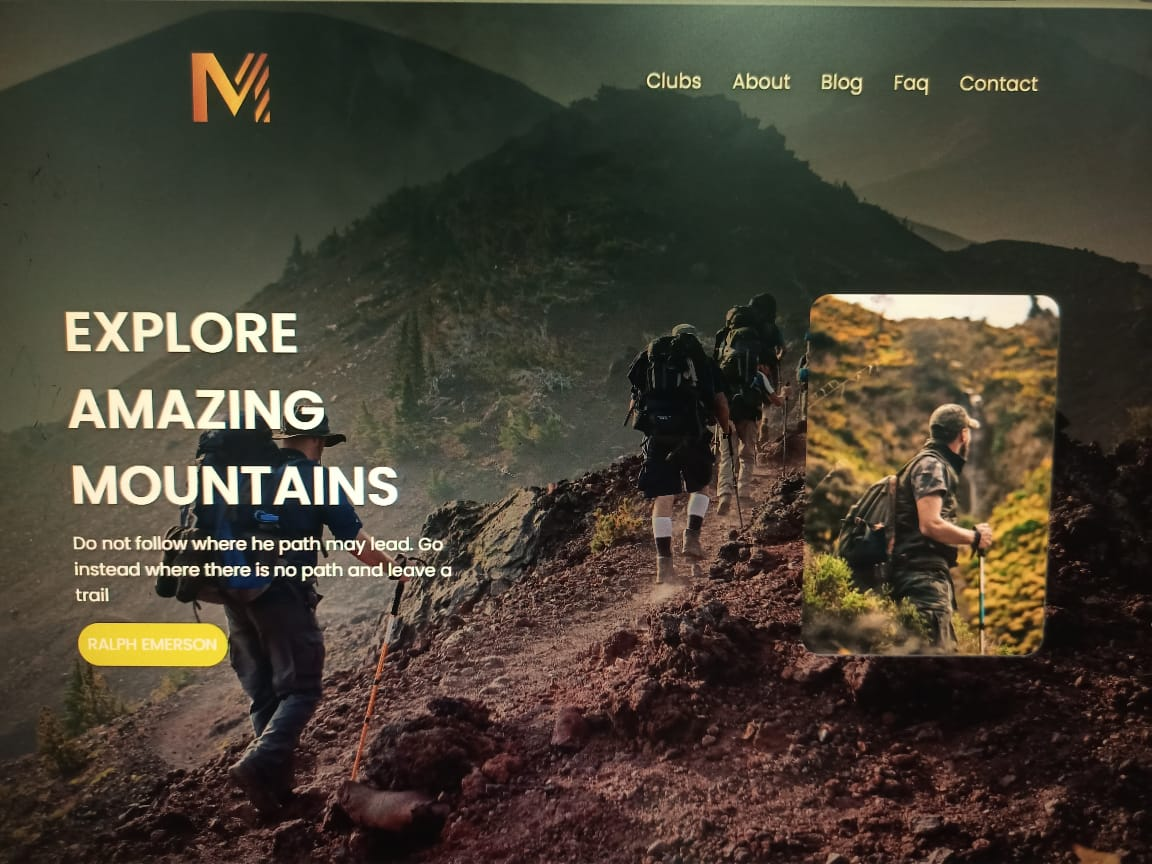 M
Clubs About Blog Faq Contact
EXPLORE
AMAZING
MOUNTAINS
Do not follow where he path may lead. Go
instead where there is no path and leave a
trail
RALPH EMERSON